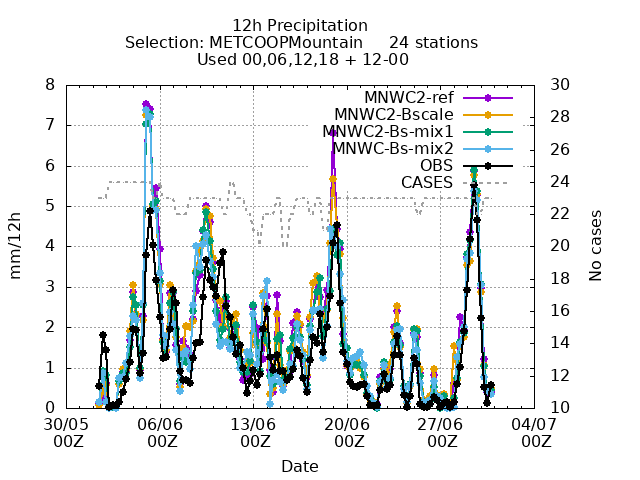 12h Precipitation
Selection: METCOOPMountain 24 stations
Used 00,06,12,18 + 12-00
MNWC2-ref
MNWC2-Bscale
MNWC2-Bs-mix1
MNWC-Bs-mix2
OBS
CASES
mm/12h
8
7
6
5
4
3
2
1
0
No cases
30
28
26
24
22
20
18
16
14
12
10
30/05 06/06 13/06 20/06 27/06 04/07
00Z 00Z 00Z 00Z 00Z 00Z
Date